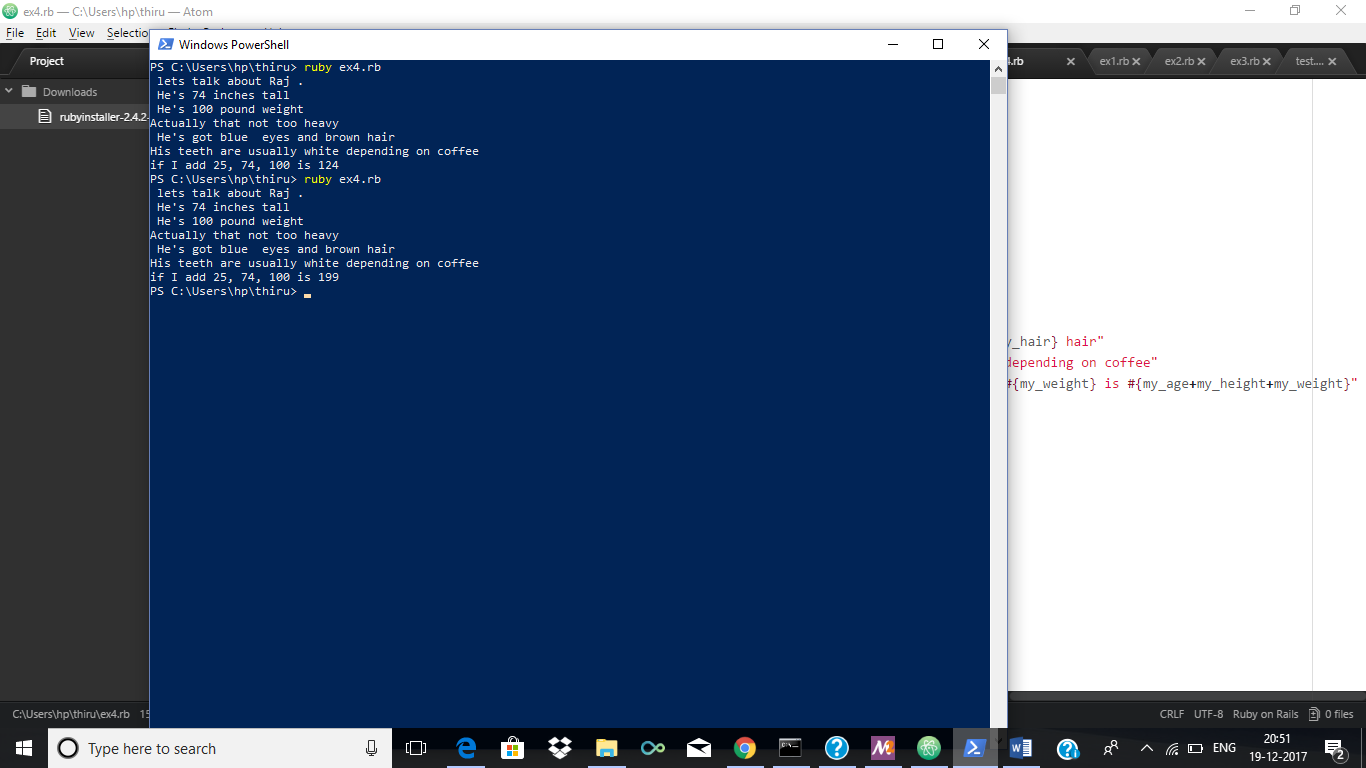 ex4.rb — C:\Users\hp\thiru — Atom
File Edit View Selectio
Windows PowerShell
Project
.rb ex1.rb ex2.rb ex3.rb test....
Downloads
rubyinstaller-2.4.2-
PS C:\Users\hp\thiru> ruby ex4.rb
lets talk about Raj .
He's 74 inches tall
He's 100 pound weight
Actually that not too heavy
He's got blue  eyes and brown hair
His teeth are usually white depending on coffee
if I add 25, 74, 100 is 124
PS C:\Users\hp\thiru> ruby ex4.rb
lets talk about Raj .
He's 74 inches tall
He's 100 pound weight
Actually that not too heavy
He's got blue  eyes and brown hair
His teeth are usually white depending on coffee
if I add 25, 74, 100 is 199
PS C:\Users\hp\thiru>
y_hair} hair"
depending on coffee"
#{my_weight} is #{my_age+my_height+my_weight}"
C:\Users\hp\thiru\ex4.rb 15
CRLF UTF-8 Ruby on Rails 0 files
Type here to search
ENG
20:51
19-12-2017
2